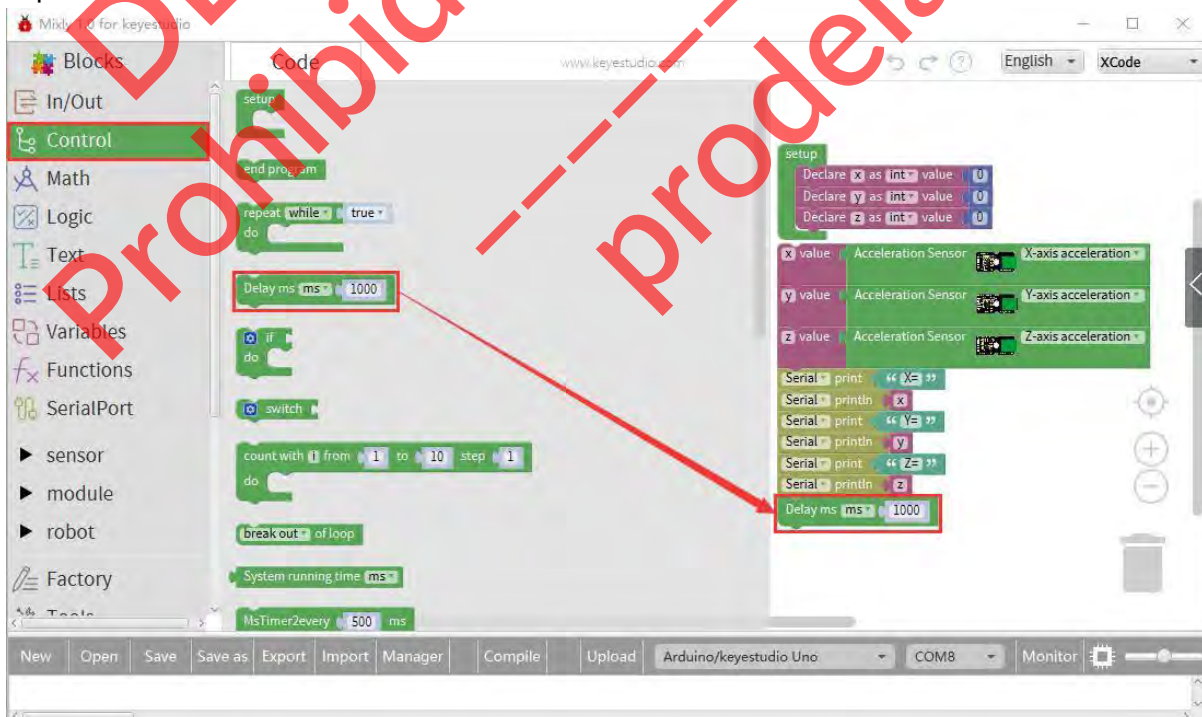 Mixly 1.0 for keyestudio
Blocks
Code
www.keyestudio.com
English
XCode
In/Out
Control
Math
Logic
Text
Lists
Variables
Functions
SerialPort
sensor
module
robot
Factory
Tools
setup
end program
repeat while true
do
Delay ms ms 1000
if
do
switch
count with i from 1 to 10 step 1
do
break out of loop
System running time ms
MsTimer2every 500 ms
setup
Declare x as int value 0
Declare y as int value 0
Declare z as int value 0
x value Acceleration Sensor X-axis acceleration
y value Acceleration Sensor Y-axis acceleration
z value Acceleration Sensor Z-axis acceleration
Serial print “ X= ”
Serial println x
Serial print “ Y= ”
Serial println y
Serial print “ Z= ”
Serial println z
Delay ms ms 1000
New Open Save Save as Export Import Manager Compile Upload Arduino/keyestudio Uno COM8 Monitor
Prohibid
prodela